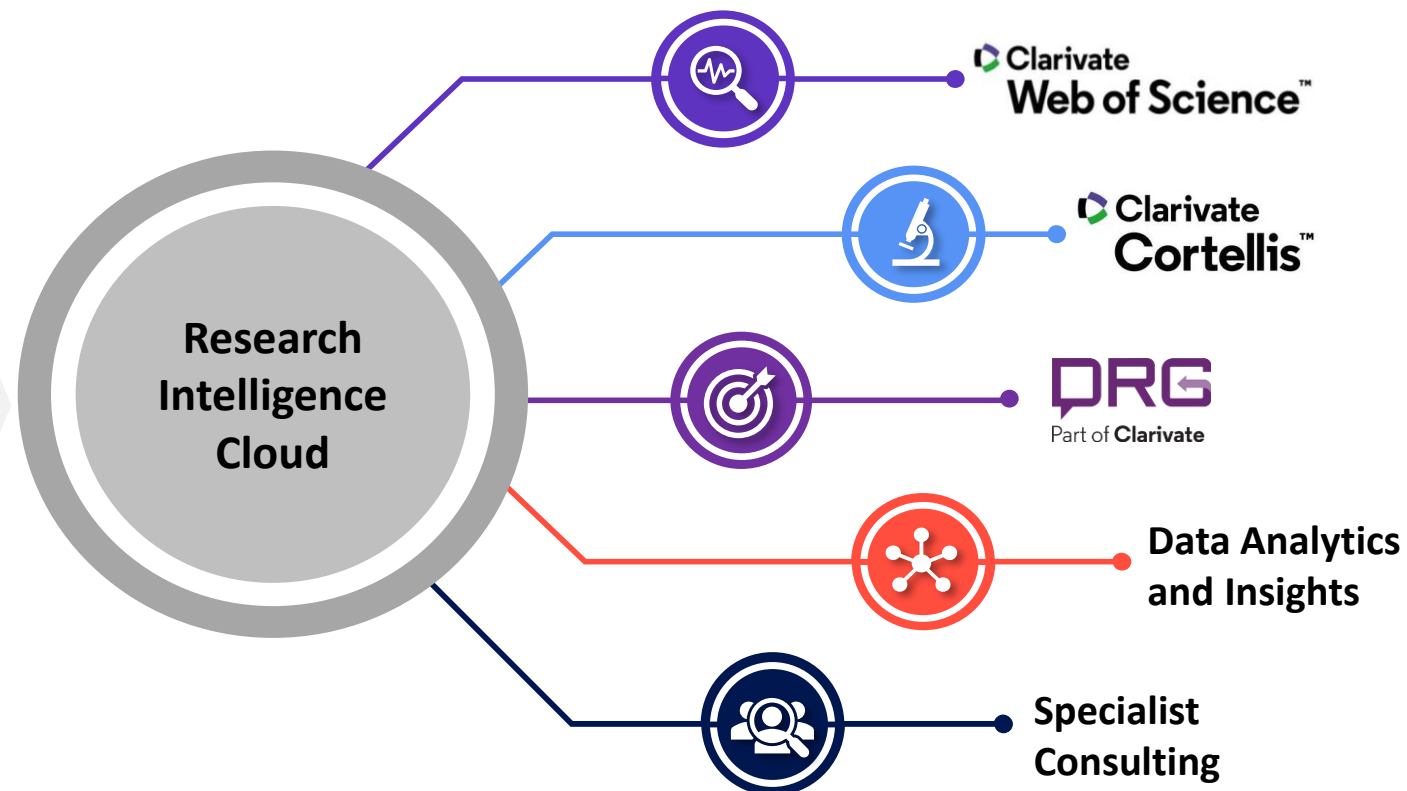 Clarivate
Web of Science™
Clarivate
Cortellis™
DRG
Part of Clarivate
Research
Intelligence
Cloud
Data Analytics
and Insights
Specialist
Consulting